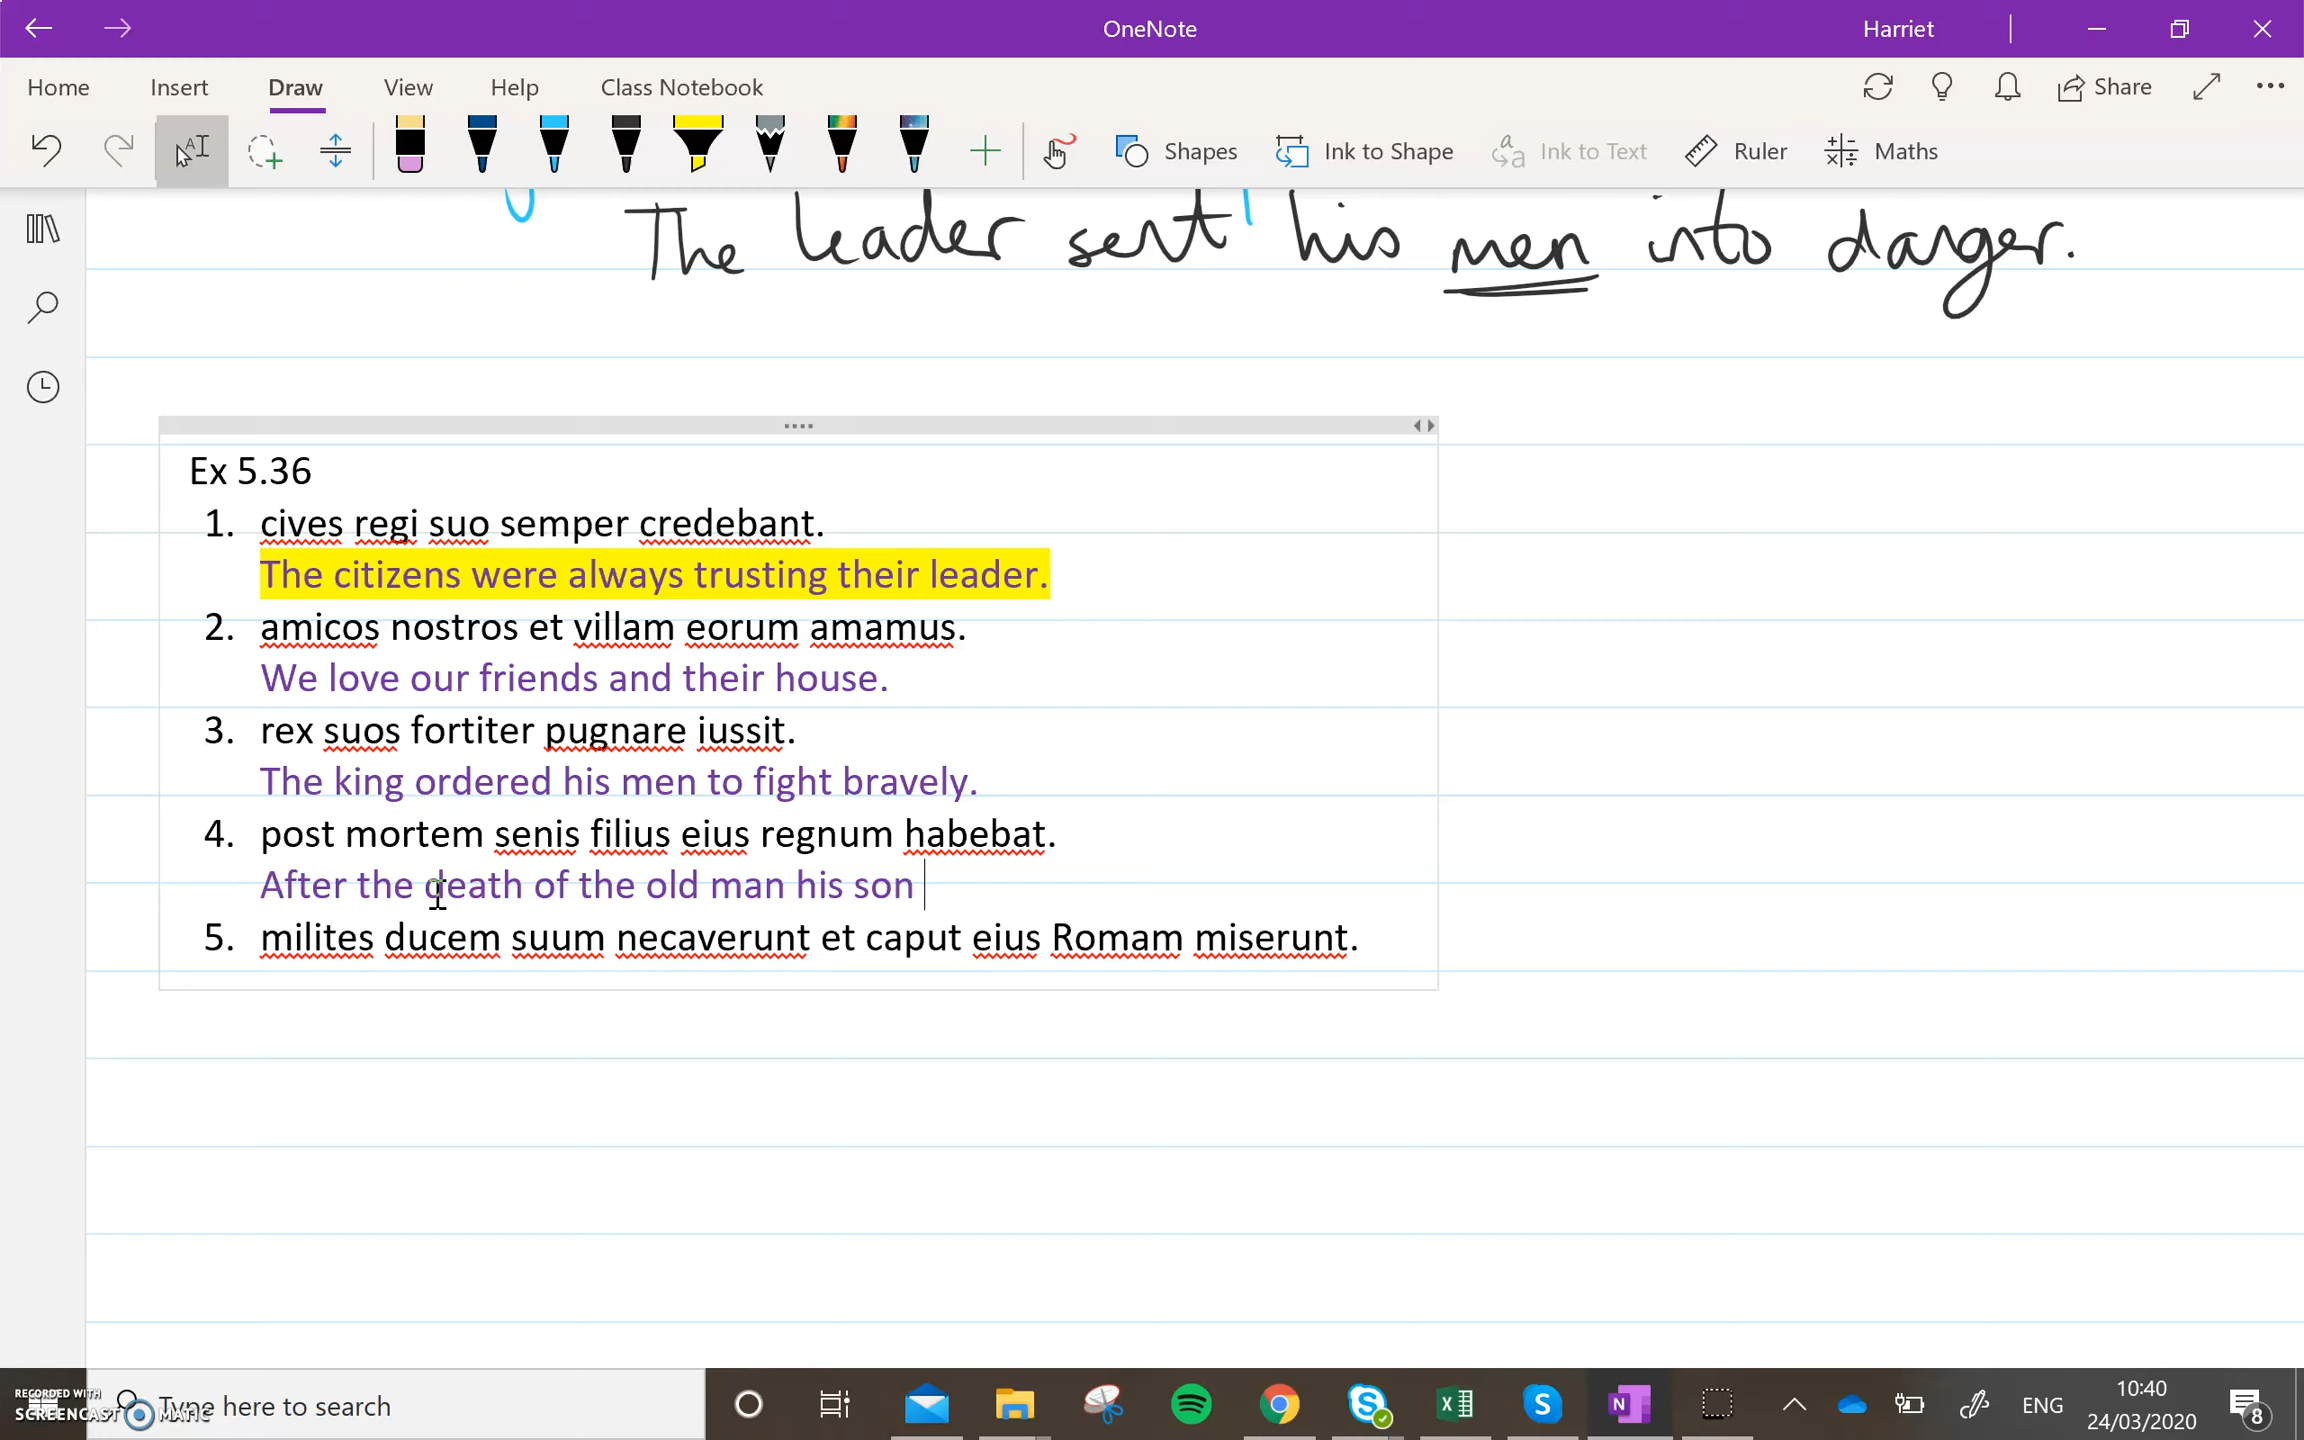 OneNote
Harriet
Home Insert Draw View Help Class Notebook
Share
Shapes Ink to Shape Ink to Text Ruler Maths
The leader sent his men into danger.
Ex 5.36
1. cives regi suo semper credebant.
The citizens were always trusting their leader.
2. amicos nostros et villam eorum amamus.
We love our friends and their house.
3. rex suos fortiter pugnare iussit.
The king ordered his men to fight bravely.
4. post mortem senis filius eius regnum habebat.
After the death of the old man his son
5. milites ducem suum necaverunt et caput eius Romam miserunt.
RECORDED WITH
SCREENCAST MATIC
Type here to search
ENG
10:40
24/03/2020
8